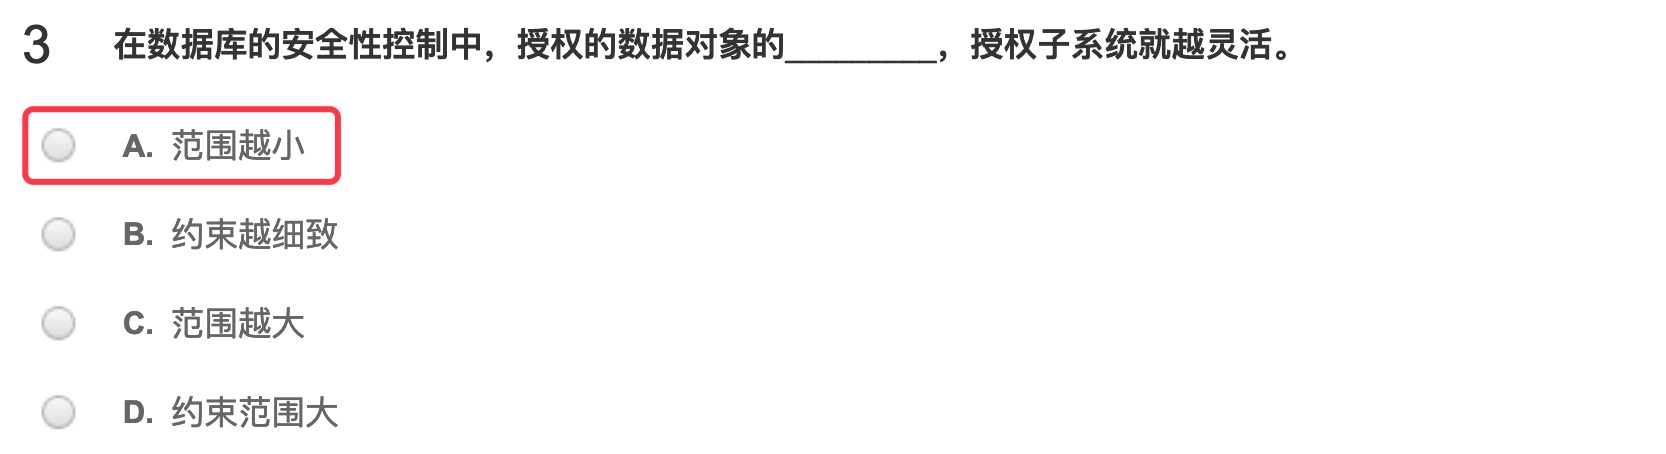 3 在数据库的安全性控制中，授权的数据对象的_________，授权子系统就越灵活。
A. 范围越小
B. 约束越细致
C. 范围越大
D. 约束范围大